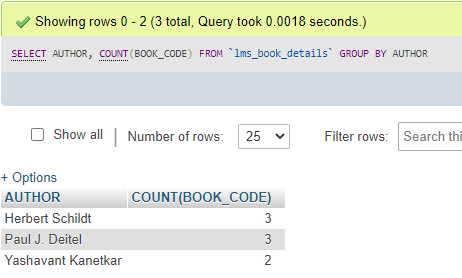 Showing rows 0 - 2 (3 total, Query took 0.0018 seconds.)
SELECT AUTHOR, COUNT(BOOK_CODE) FROM `lms_book_details` GROUP BY AUTHOR
Show all | Number of rows: 25 Filter rows: Search thi
+ Options
AUTHOR COUNT(BOOK_CODE)
Herbert Schildt 3
Paul J. Deitel 3
Yashavant Kanetkar 2